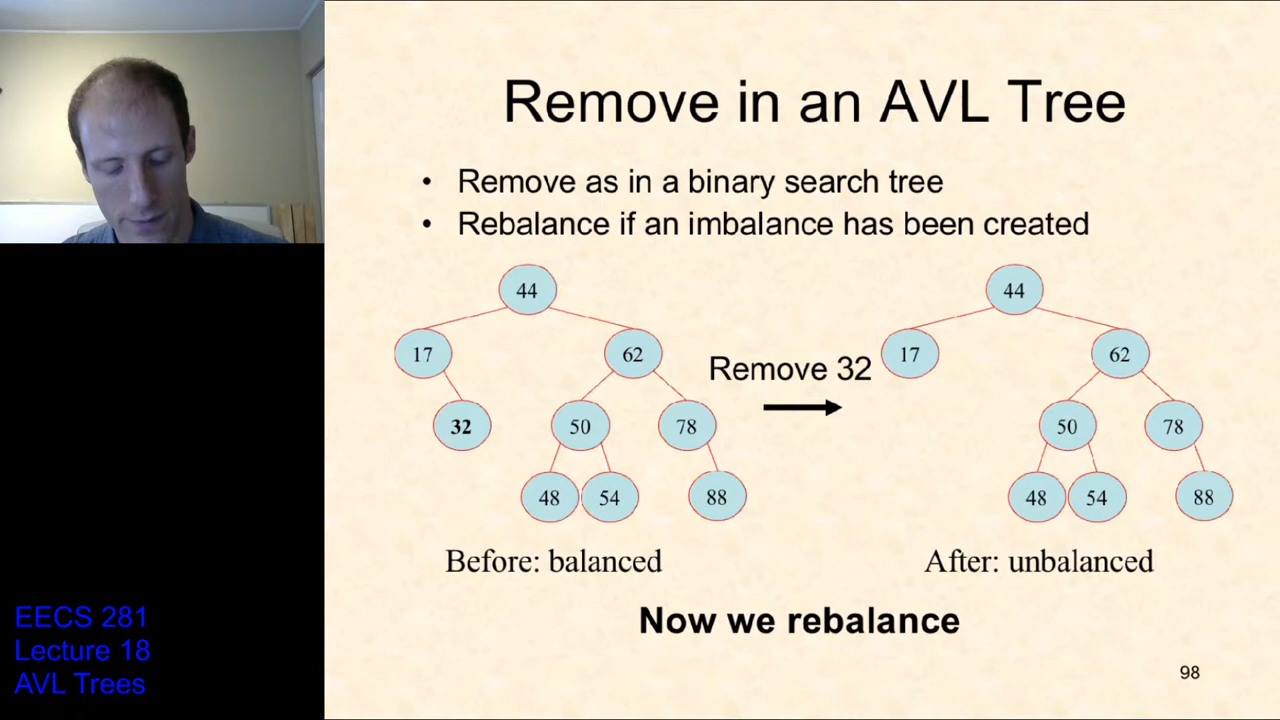 Remove in an AVL Tree
• Remove as in a binary search tree
• Rebalance if an imbalance has been created
44
17
62
32
50
78
48
54
88
Before: balanced
Remove 32
44
17
62
50
78
48
54
88
After: unbalanced
Now we rebalance
98
EECS 281
Lecture 18
AVL Trees